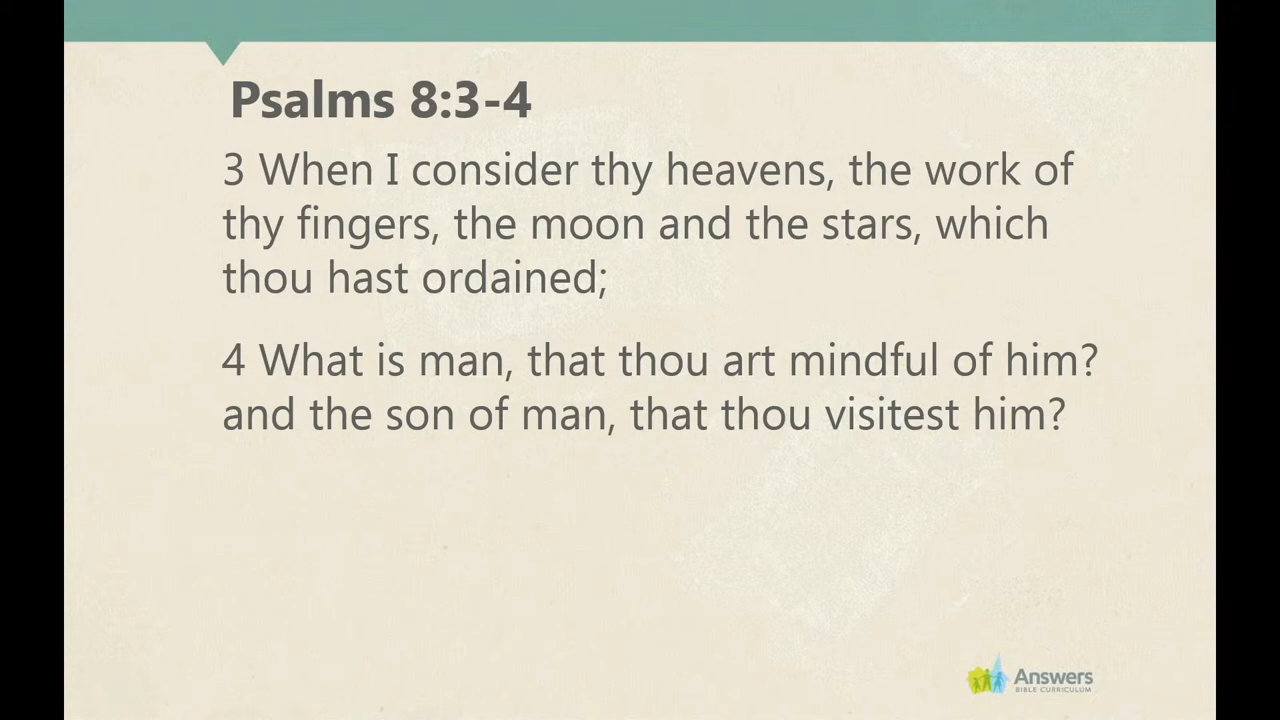 Psalms 8:3-4
3 When I consider thy heavens, the work of
thy fingers, the moon and the stars, which
thou hast ordained;
4 What is man, that thou art mindful of him?
and the son of man, that thou visitest him?
Answers
BIBLE CURRICULUM